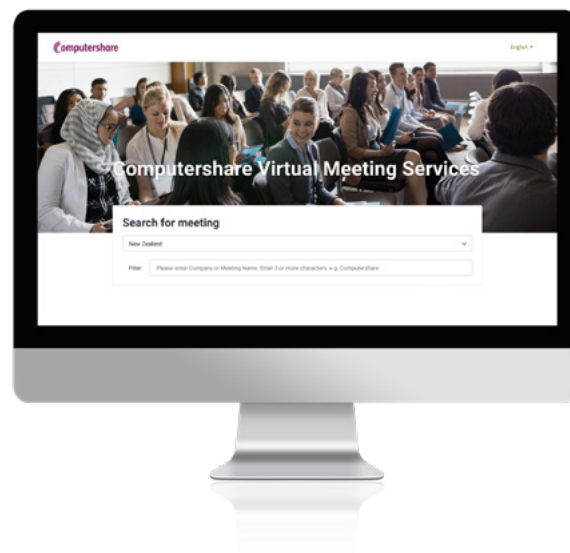 Computershare
English
Computershare Virtual Meeting Services
Search for meeting
New Zealand
Filter
Please enter Company or Meeting Name. Enter 3 or more characters. e.g. Computershare